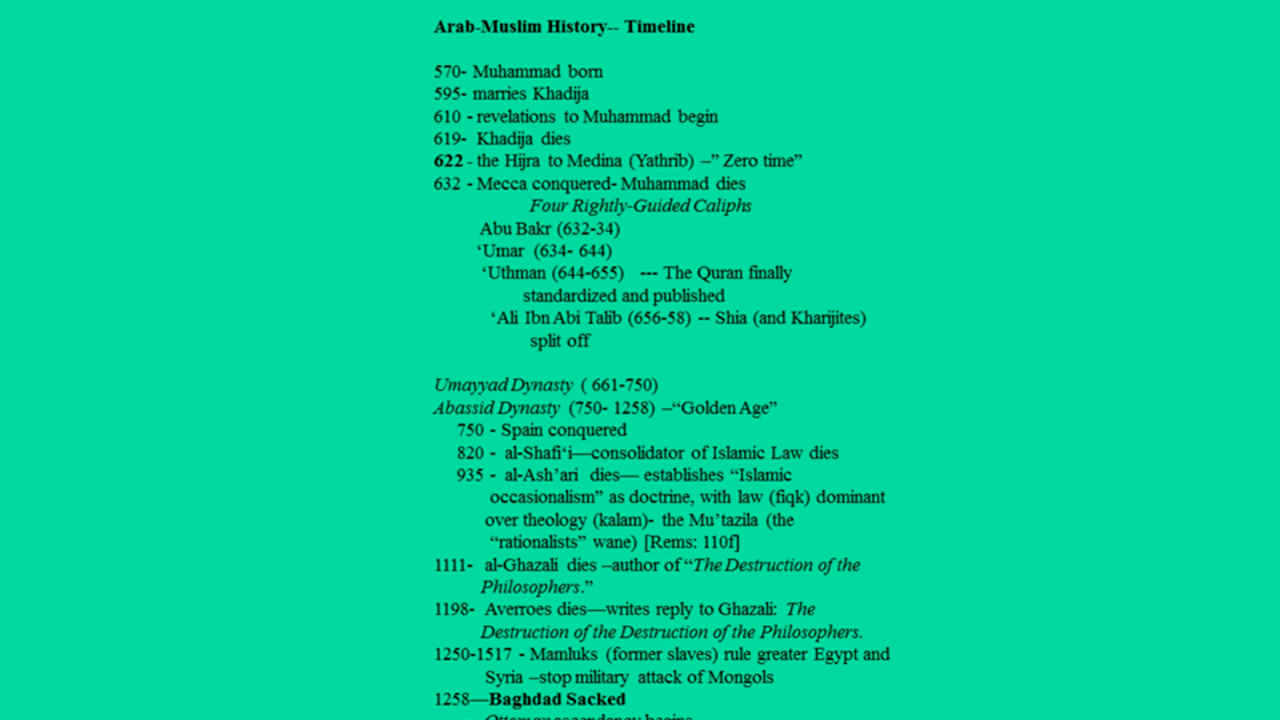 Arab-Muslim History-- Timeline
570- Muhammad born
595- marries Khadija
610 - revelations to Muhammad begin
619- Khadija dies
622 - the Hijra to Medina (Yathrib) –” Zero time”
632 - Mecca conquered- Muhammad dies
Four Rightly-Guided Caliphs
Abu Bakr (632-34)
‘Umar (634- 644)
‘Uthman (644-655) --- The Quran finally
standardized and published
‘Ali Ibn Abi Talib (656-58) -- Shia (and Kharijites)
split off
Umayyad Dynasty ( 661-750)
Abassid Dynasty (750- 1258) –“Golden Age”
750 - Spain conquered
820 - al-Shafi‘i—consolidator of Islamic Law dies
935 - al-Ash’ari dies— establishes “Islamic
occasionalism” as doctrine, with law (fiqk) dominant
over theology (kalam)- the Mu’tazila (the
“rationalists” wane) [Rems: 110f]
1111- al-Ghazali dies –author of “The Destruction of the
Philosophers.”
1198- Averroes dies—writes reply to Ghazali: The
Destruction of the Destruction of the Philosophers.
1250-1517 - Mamluks (former slaves) rule greater Egypt and
Syria –stop military attack of Mongols
1258—Baghdad Sacked
Ottoman ascendancy begins